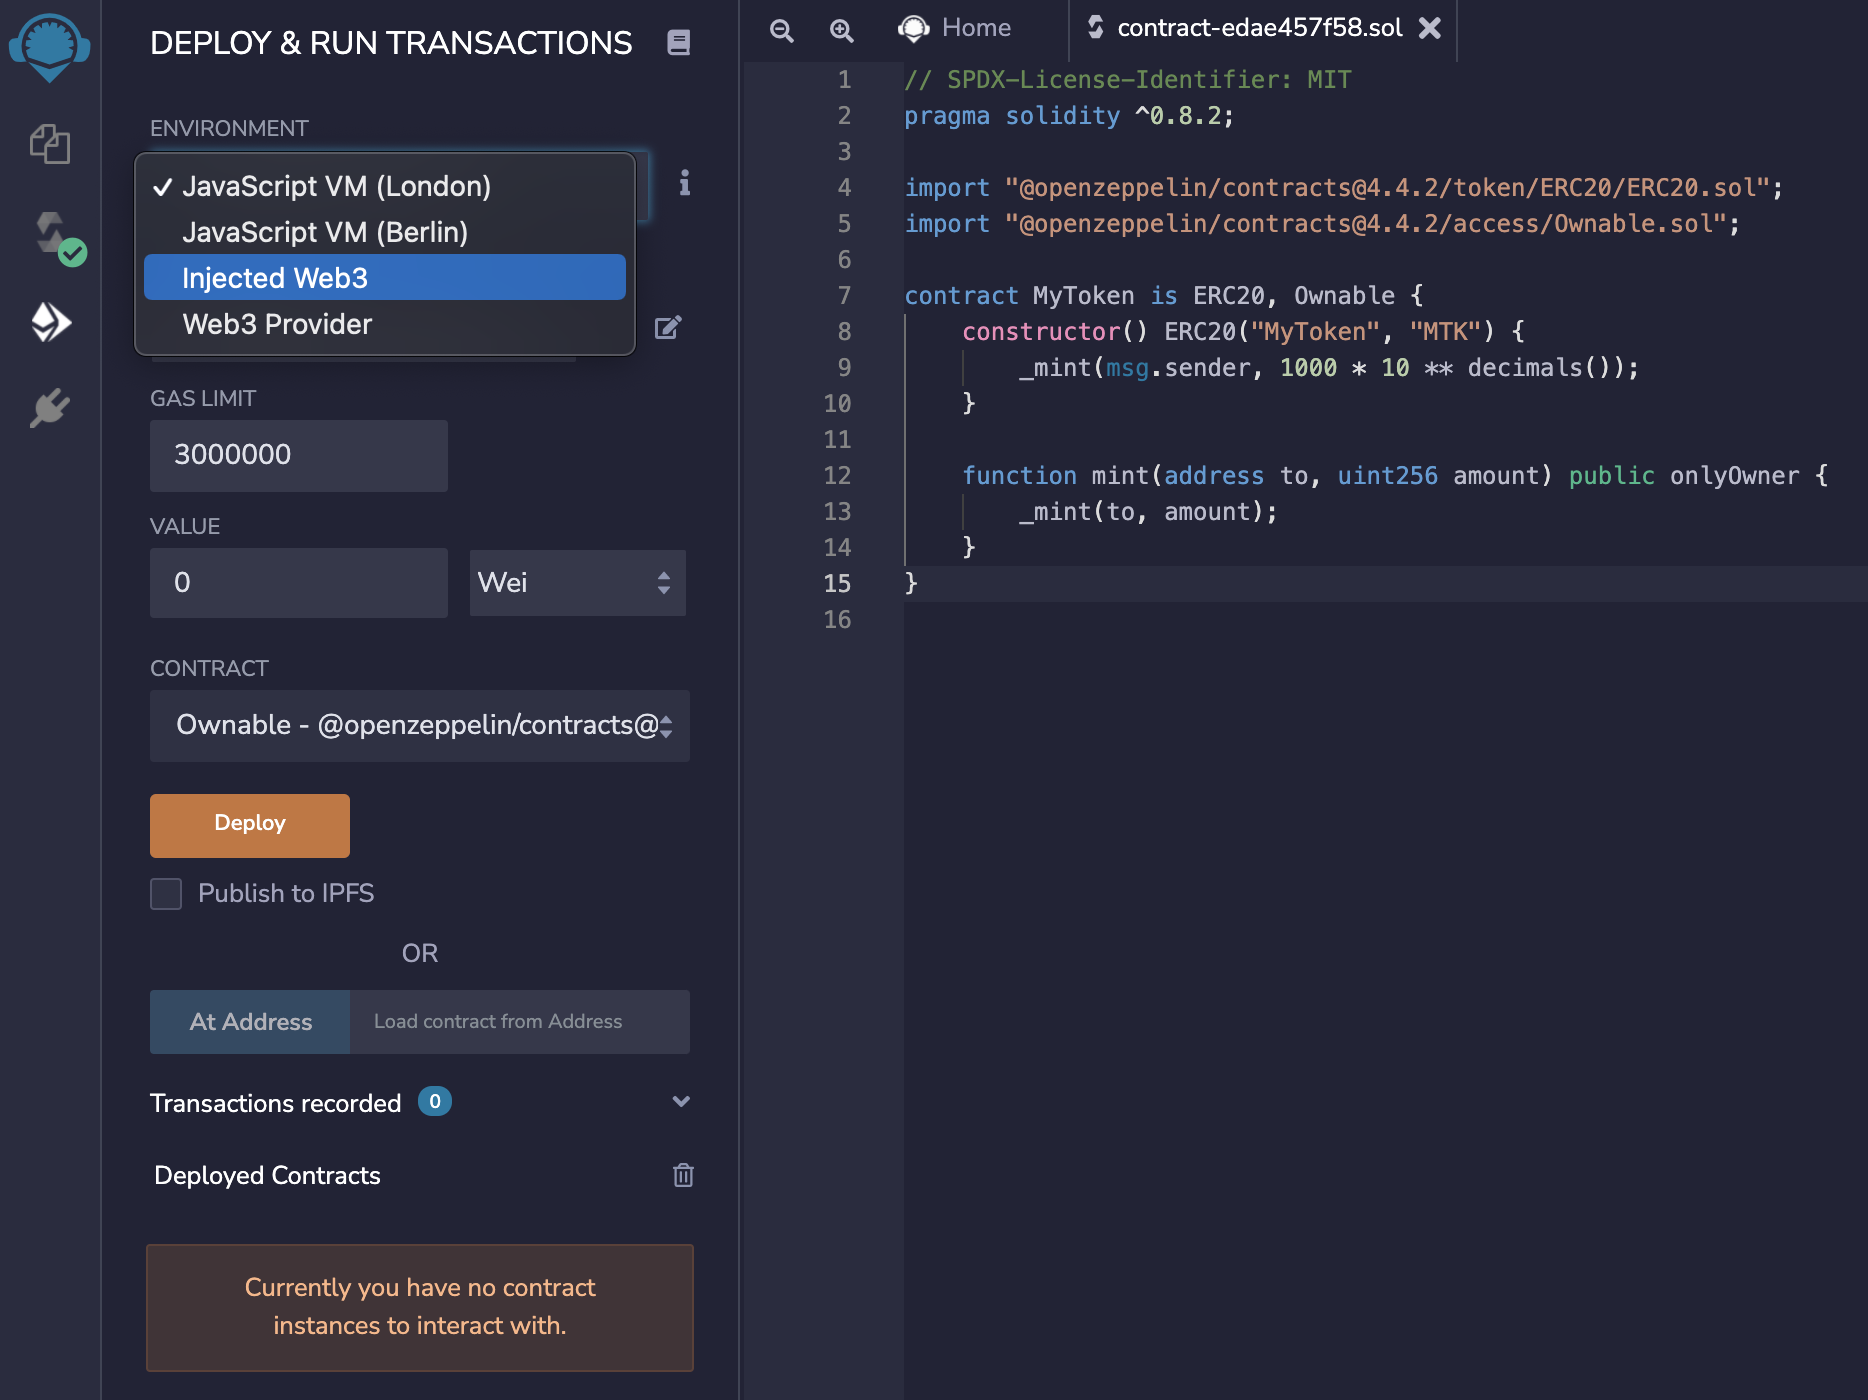 DEPLOY & RUN TRANSACTIONS
ENVIRONMENT
JavaScript VM (London)
JavaScript VM (Berlin)
Injected Web3
Web3 Provider
GAS LIMIT
3000000
VALUE
0
Wei
CONTRACT
Ownable - @openzeppelin/contracts@
Deploy
Publish to IPFS
OR
At Address
Load contract from Address
Transactions recorded 0
Deployed Contracts
Currently you have no contract
instances to interact with.
Home
contract-edae457f58.sol
1 // SPDX-License-Identifier: MIT
2 pragma solidity ^0.8.2;
3
4 import "@openzeppelin/contracts@4.4.2/token/ERC20/ERC20.sol";
5 import "@openzeppelin/contracts@4.4.2/access/Ownable.sol";
6
7 contract MyToken is ERC20, Ownable {
8     constructor() ERC20("MyToken", "MTK") {
9         _mint(msg.sender, 1000 * 10 ** decimals());
10     }
11
12     function mint(address to, uint256 amount) public onlyOwner {
13         _mint(to, amount);
14     }
15 }
16